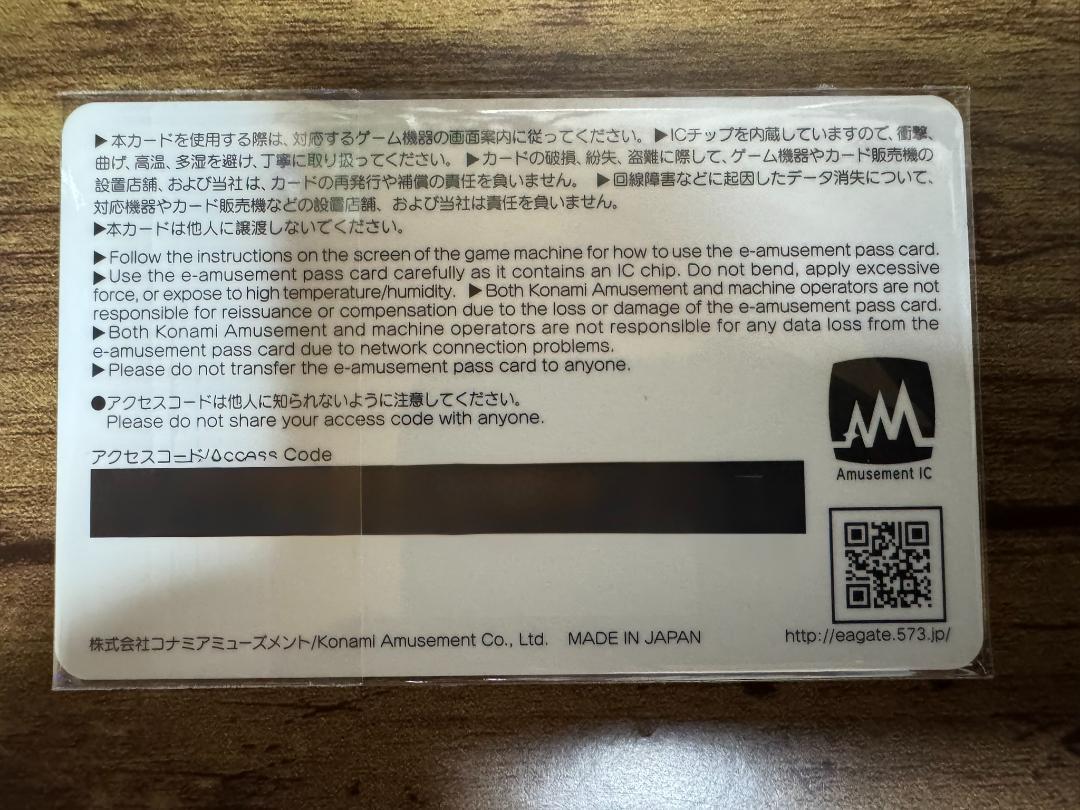 ▶本カードを使用する際は、対応するゲーム機器の画面案内に従ってください。 ▶ICチップを内蔵していますので、衝撃、
曲げ、高温、多湿を避け、丁寧に取り扱ってください。 ▶カードの破損、紛失、盗難に際して、ゲーム機器やカード販売機の
設置店舗、および当社は、カードの再発行や補償の責任を負いません。 ▶回線障害などに起因したデータ消失について、
対応機器やカード販売機などの設置店舗、および当社は責任を負いません。
▶本カードは他人に譲渡しないでください。
▶Follow the instructions on the screen of the game machine for how to use the e-amusement pass card.
▶Use the e-amusement pass card carefully as it contains an IC chip. Do not bend, apply excessive
force, or expose to high temperature/humidity. ▶Both Konami Amusement and machine operators are not
responsible for reissuance or compensation due to the loss or damage of the e-amusement pass card.
▶Both Konami Amusement and machine operators are not responsible for any data loss from the
e-amusement pass card due to network connection problems.
▶Please do not transfer the e-amusement pass card to anyone.
●アクセスコードは他人に知られないように注意してください。
Please do not share your access code with anyone.
アクセスコード/Access Code
Amusement IC
株式会社コナミアミューズメント/Konami Amusement Co., Ltd. MADE IN JAPAN
http://eagate.573.jp/